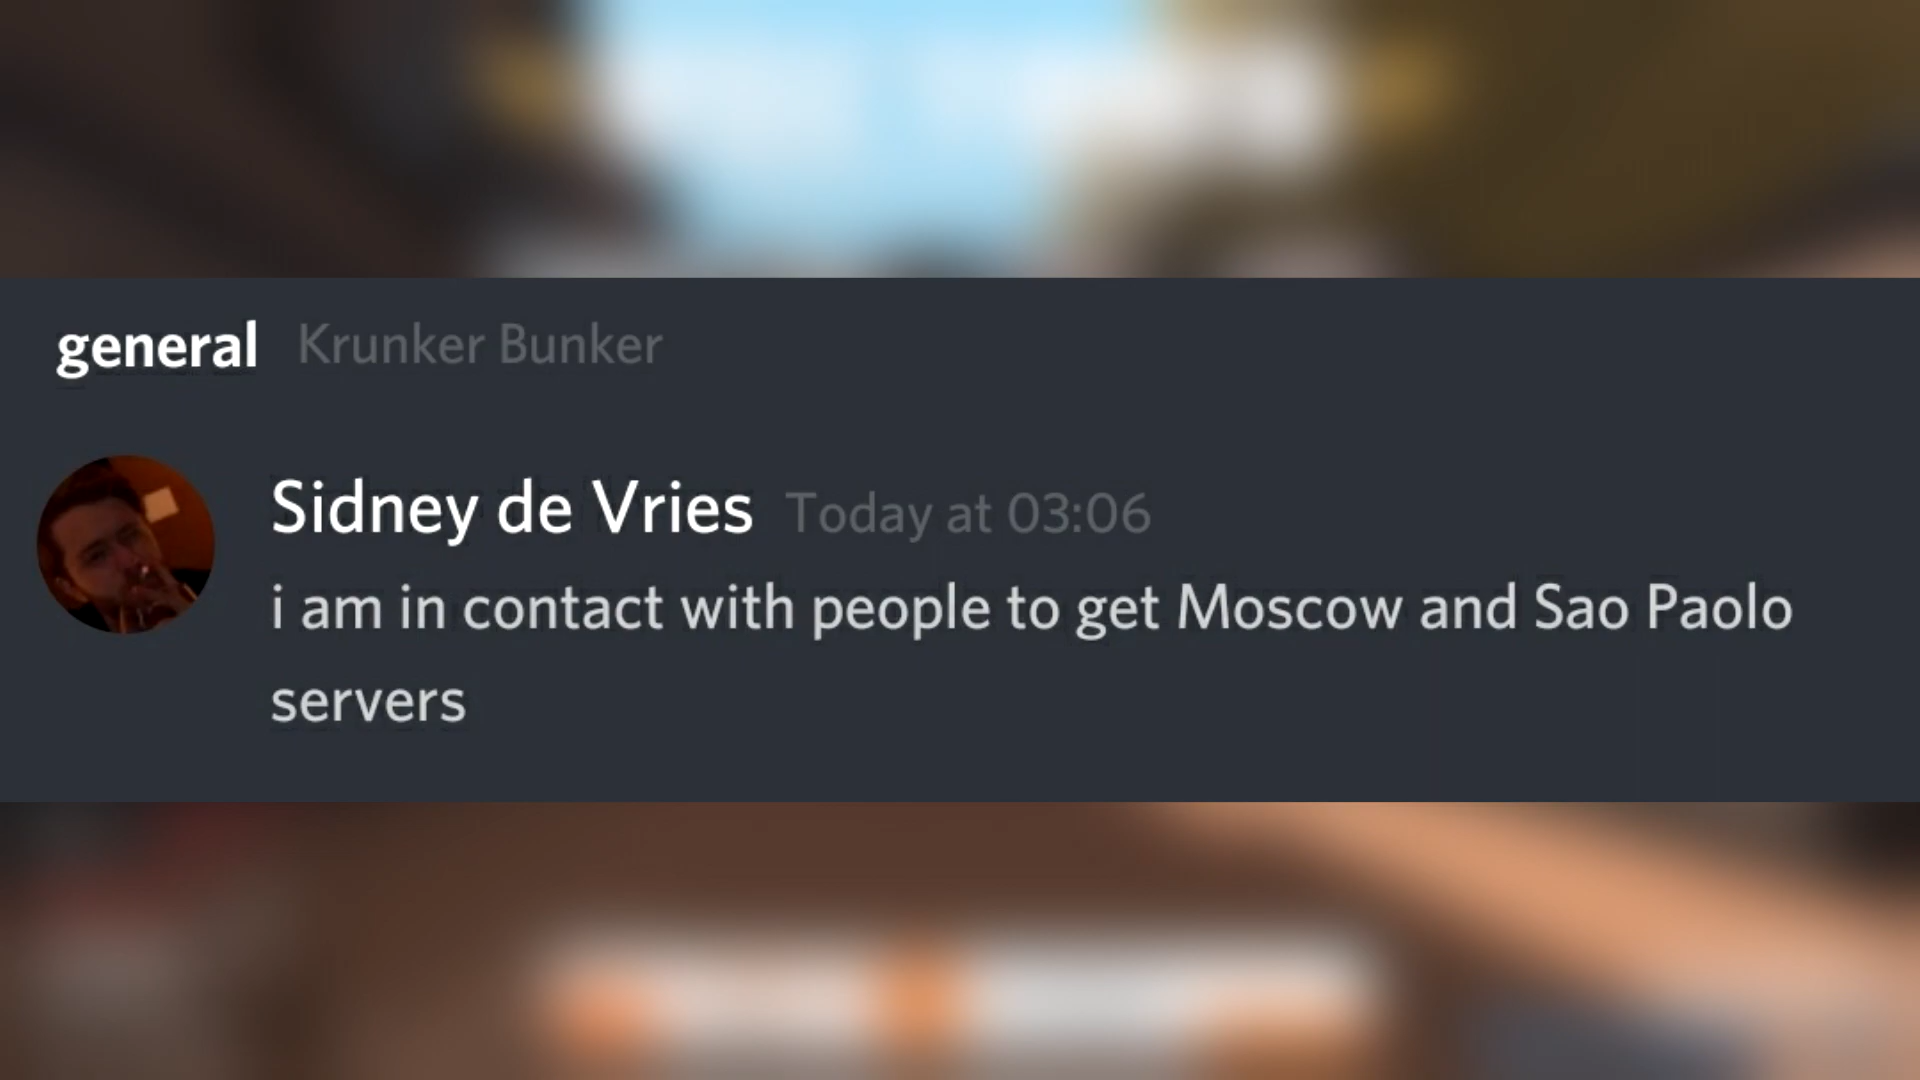 general Krunker Bunker
Sidney de Vries Today at 03:06
i am in contact with people to get Moscow and Sao Paolo
servers